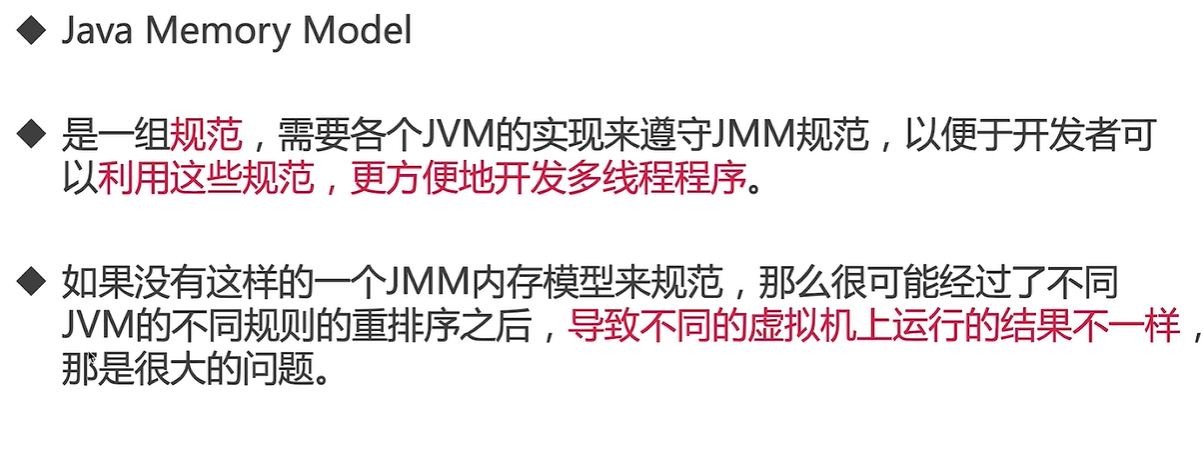 ◆ Java Memory Model
◆ 是一组规范，需要各个JVM的实现来遵守JMM规范，以便于开发者可
以利用这些规范，更方便地开发多线程程序。
◆ 如果没有这样的一个JMM内存模型来规范，那么很可能经过了不同
JVM的不同规则的重排序之后，导致不同的虚拟机上运行的结果不一样，
那是很大的问题。